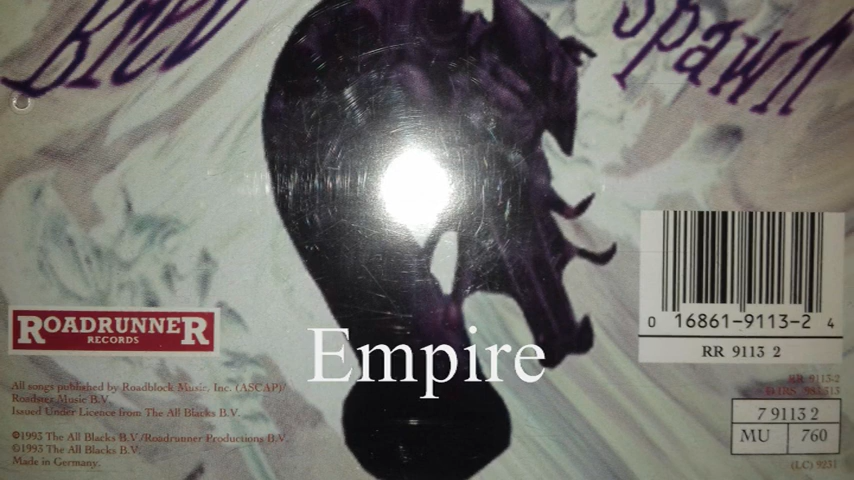 Bred
Spawn
ROADRUNNER
RECORDS
0 16861-9113-2 4
RR 9113 2
Empire
All songs published by Roadblock Music, Inc. (ASCAP)/
Roadster Music B.V.
Issued Under Licence from The All Blacks B.V.
℗1993 The All Blacks B.V./Roadrunner Productions B.V.
©1993 The All Blacks B.V.
Made in Germany.
RR 9113-2
7 9113 2
MU 760
(LC) 9231